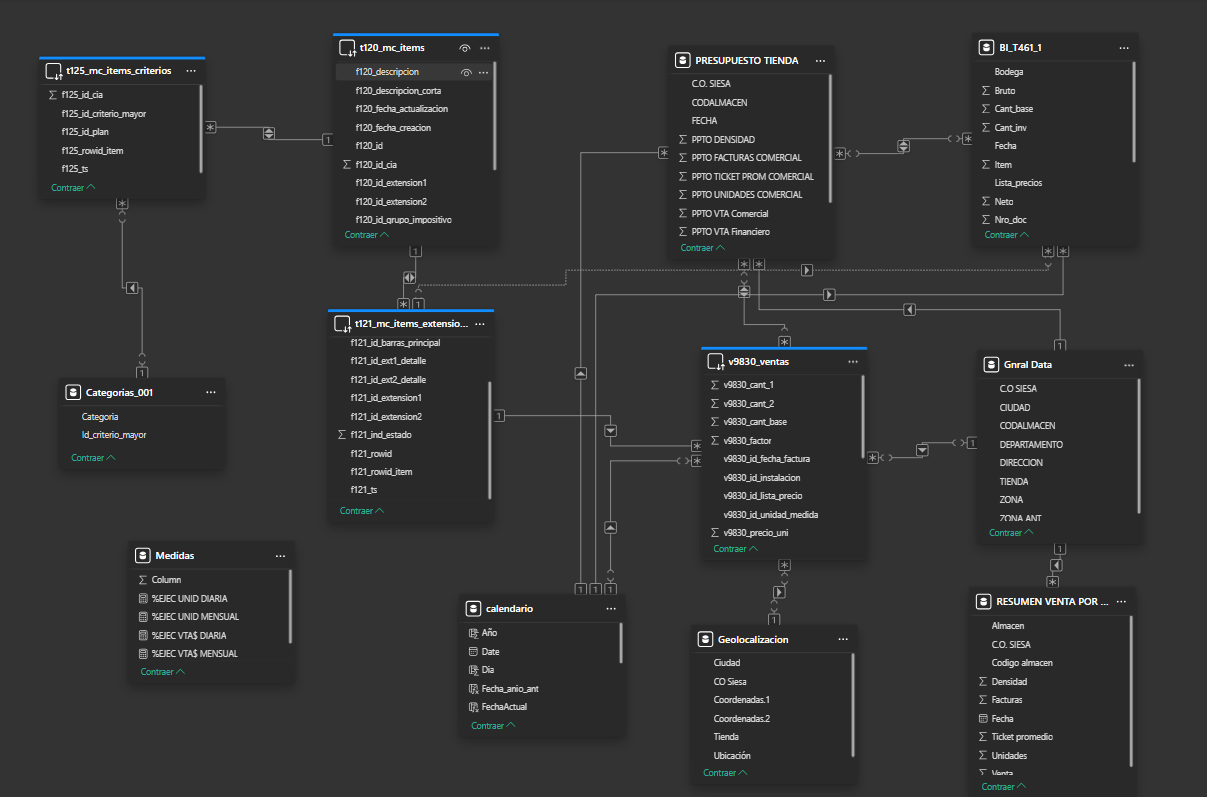 t125_mc_items_criterios
f125_id_cia
f125_id_criterio_mayor
f125_id_plan
f125_rowid_item
f125_ts
Contraer
t120_mc_items
f120_descripcion
f120_descripcion_corta
f120_fecha_actualizacion
f120_fecha_creacion
f120_id
f120_id_cia
f120_id_extension1
f120_id_extension2
f120_id_grupo_impositivo
Contraer
PRESUPUESTO TIENDA
C.O. SIESA
CODALMACEN
FECHA
PPTO DENSIDAD
PPTO FACTURAS COMERCIAL
PPTO TICKET PROM COMERCIAL
PPTO UNIDADES COMERCIAL
PPTO VTA Comercial
PPTO VTA Financiero
Contraer
BI_T461_1
Bodega
Bruto
Cant_base
Cant_inv
Fecha
Item
Lista_precios
Neto
Nro_doc
Contraer
Categorias_001
Categoria
Id_criterio_mayor
Contraer
t121_mc_items_extensio...
f121_id_barras_principal
f121_id_ext1_detalle
f121_id_ext2_detalle
f121_id_extension1
f121_id_extension2
f121_ind_estado
f121_rowid
f121_rowid_item
f121_ts
Contraer
v9830_ventas
v9830_cant_1
v9830_cant_2
v9830_cant_base
v9830_factor
v9830_id_fecha_factura
v9830_id_instalacion
v9830_id_lista_precio
v9830_id_unidad_medida
v9830_precio_uni
Contraer
Gnral Data
C.O SIESA
CIUDAD
CODALMACEN
DEPARTAMENTO
DIRECCION
TIENDA
ZONA
ZONA ANT
Contraer
Medidas
Column
%EJEC UNID DIARIA
%EJEC UNID MENSUAL
%EJEC VTA$ DIARIA
%EJEC VTA$ MENSUAL
Contraer
calendario
Año
Date
Dia
Fecha_anio_ant
FechaActual
Contraer
Geolocalizacion
Ciudad
CO Siesa
Coordenadas.1
Coordenadas.2
Tienda
Ubicación
Contraer
RESUMEN VENTA POR ...
Almacen
C.O. SIESA
Codigo almacen
Densidad
Facturas
Fecha
Ticket promedio
Unidades
Venta
Contraer